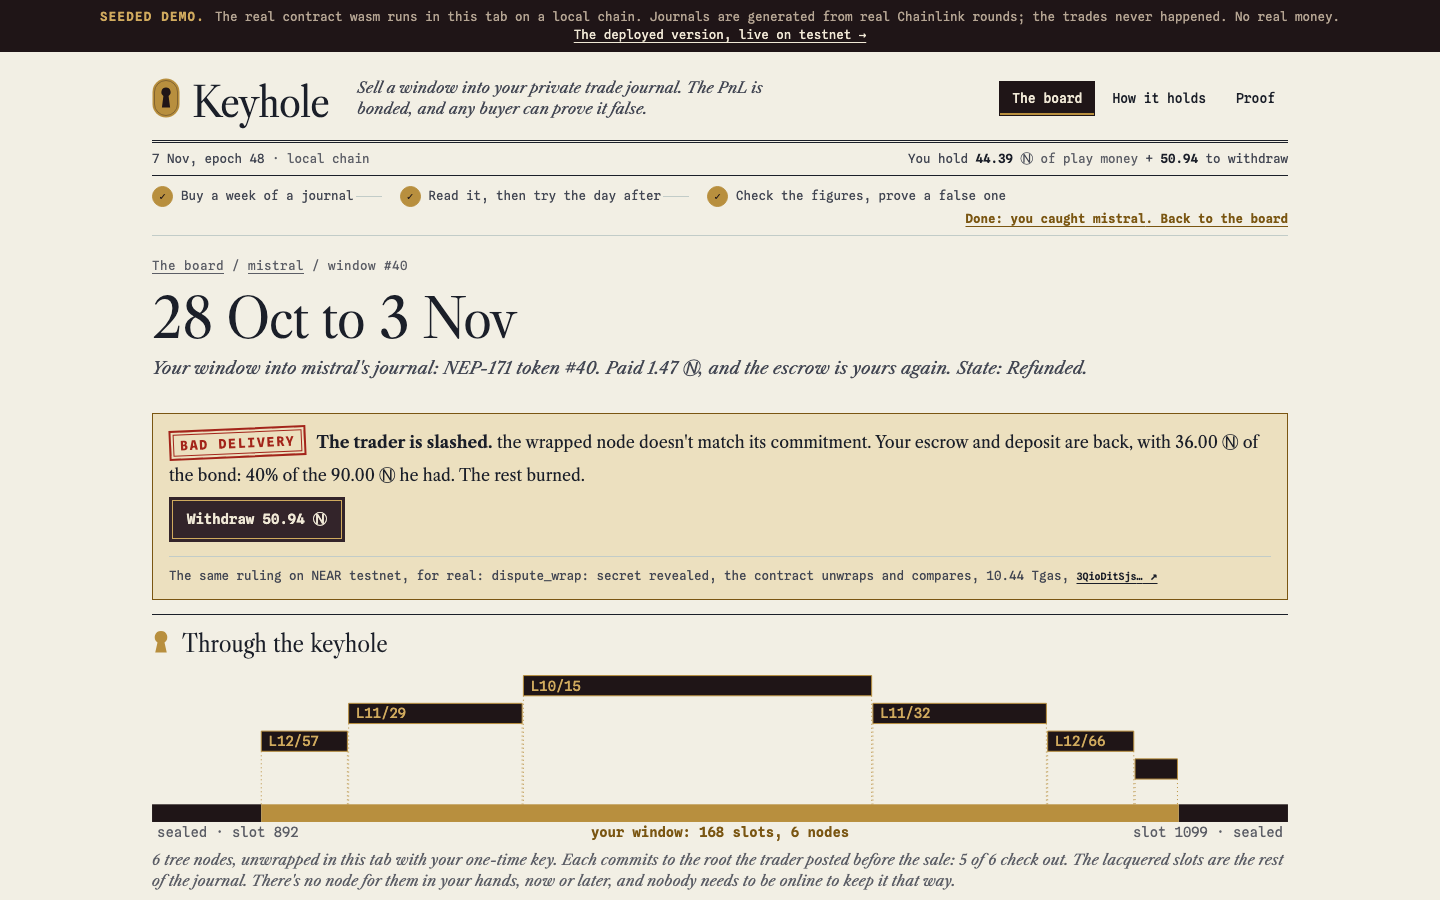 SEEDED DEMO. The real contract wasm runs in this tab on a local chain. Journals are generated from real Chainlink rounds; the trades never happened. No real money.
The deployed version, live on testnet →
Keyhole
Sell a window into your private trade journal. The PnL is
bonded, and any buyer can prove it false.
The board How it holds Proof
7 Nov, epoch 48 · local chain
You hold 44.39 Ⓝ of play money + 50.94 to withdraw
✓ Buy a week of a journal ✓ Read it, then try the day after ✓ Check the figures, prove a false one
Done: you caught mistral. Back to the board
The board / mistral / window #40
28 Oct to 3 Nov
Your window into mistral's journal: NEP-171 token #40. Paid 1.47 Ⓝ, and the escrow is yours again. State: Refunded.
BAD DELIVERY The trader is slashed. the wrapped node doesn't match its commitment. Your escrow and deposit are back, with 36.00 Ⓝ of
the bond: 40% of the 90.00 Ⓝ he had. The rest burned.
Withdraw 50.94 Ⓝ
The same ruling on NEAR testnet, for real: dispute_wrap: secret revealed, the contract unwraps and compares, 10.44 Tgas, 3QioDitSjs… ↗
Through the keyhole
L10/15
L11/29 L11/32
L12/57 L12/66
sealed · slot 892 your window: 168 slots, 6 nodes slot 1099 · sealed
6 tree nodes, unwrapped in this tab with your one-time key. Each commits to the root the trader posted before the sale: 5 of 6 check out. The lacquered slots are the rest
of the journal. There's no node for them in your hands, now or later, and nobody needs to be online to keep it that way.